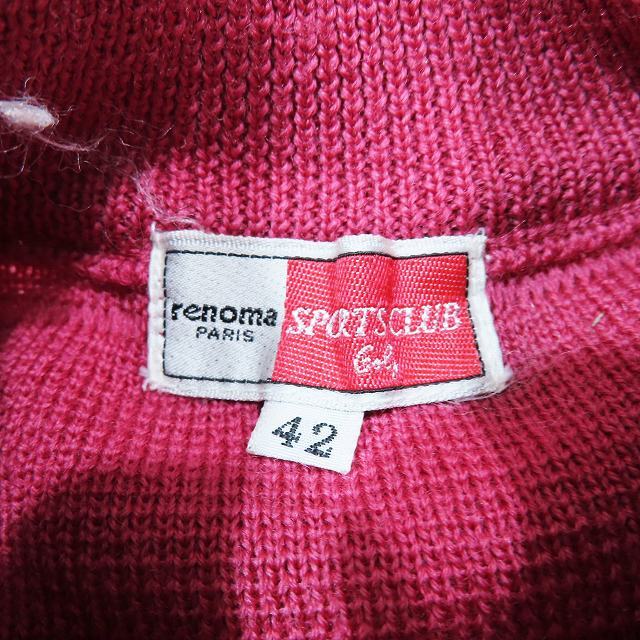 renoma
PARIS
SPORTSCLUB
Golf
42